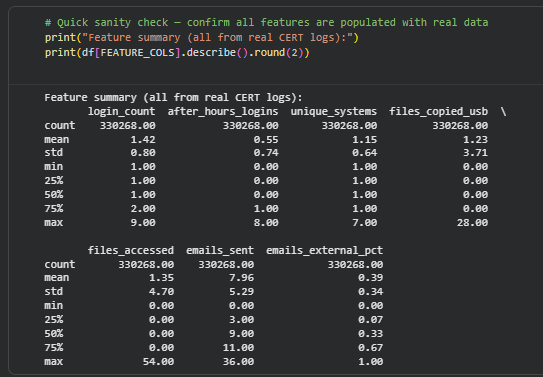 # Quick sanity check — confirm all features are populated with real data
print("Feature summary (all from real CERT logs):")
print(df[FEATURE_COLS].describe().round(2))
Feature summary (all from real CERT logs):
login_count after_hours_logins unique_systems files_copied_usb \
count 330268.00 330268.00 330268.00 330268.00
mean 1.42 0.55 1.15 1.23
std 0.80 0.74 0.64 3.71
min 1.00 0.00 1.00 0.00
25% 1.00 0.00 1.00 0.00
50% 1.00 0.00 1.00 0.00
75% 2.00 1.00 1.00 0.00
max 9.00 8.00 7.00 28.00
files_accessed emails_sent emails_external_pct
count 330268.00 330268.00 330268.00
mean 1.35 7.96 0.39
std 4.70 5.29 0.34
min 0.00 0.00 0.00
25% 0.00 3.00 0.07
50% 0.00 9.00 0.33
75% 0.00 11.00 0.67
max 54.00 36.00 1.00